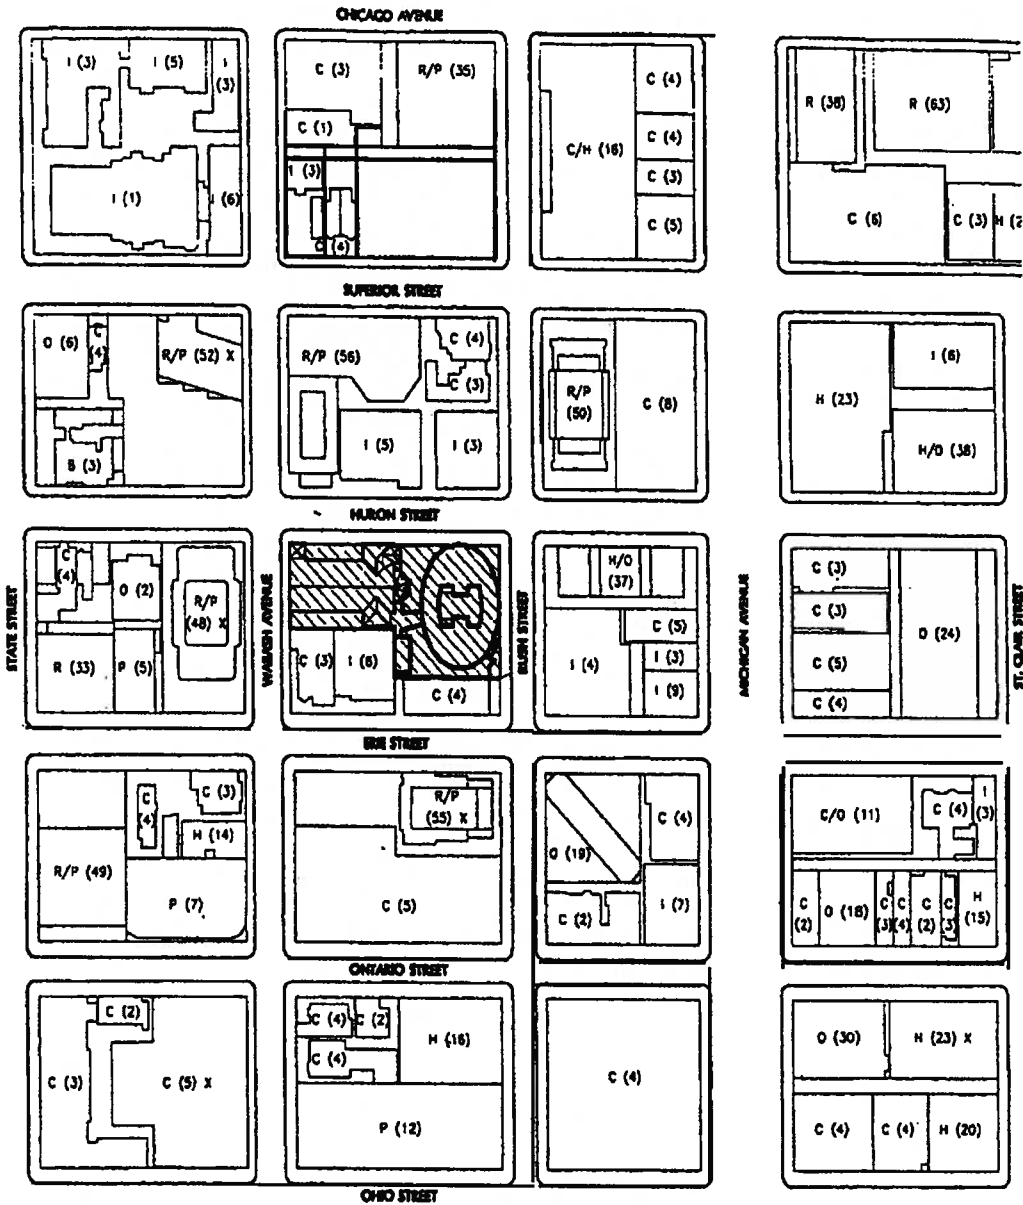 CHICAGO AVENUE
I (3)
I (5)
I (3)
I (1)
I (6)
C (3)
R/P (35)
C (1)
I (3)
C (4)
C/H (16)
C (4)
C (4)
C (3)
C (5)
R (38)
R (63)
C (6)
C (3)
H (2
SUPERIOR STREET
O (6)
C (4)
R/P (52) X
B (3)
R/P (56)
C (4)
C (3)
I (5)
I (3)
R/P (50)
C (8)
H (23)
I (6)
H/O (38)
HURON STREET
STATE STREET
C (4)
O (2)
R/P (48) X
R (33)
P (5)
WABASH AVENUE
C (3)
I (6)
C (4)
RUSH STREET
H/O (37)
C (5)
I (4)
I (3)
I (9)
MICHIGAN AVENUE
C (3)
C (3)
C (5)
C (4)
O (24)
ST. CLAIR STREET
ERIE STREET
C (4)
C (3)
H (14)
R/P (49)
P (7)
R/P (55) X
C (5)
O (19)
C (4)
C (2)
I (7)
C/O (11)
C (4)
I (3)
C (2)
O (18)
C (3)
C (4)
C (2)
C (3)
H (15)
ONTARIO STREET
C (2)
C (3)
C (5) X
C (4)
C (2)
H (16)
C (4)
P (12)
C (4)
O (30)
H (23) X
C (4)
C (4)
H (20)
OHIO STREET